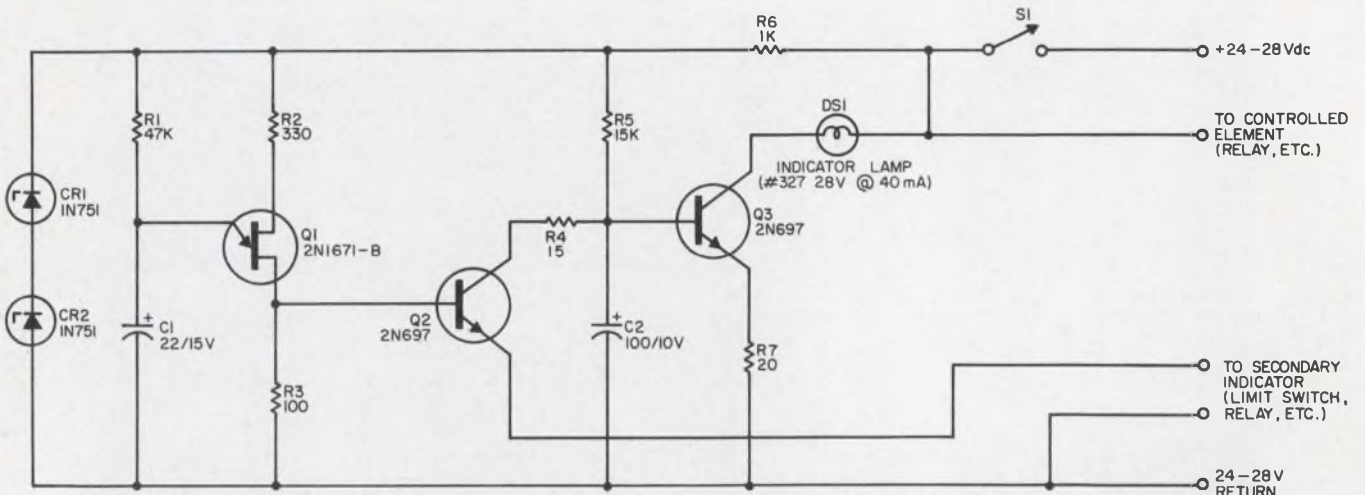 R6
1K
S1
+24-28Vdc
R1
47K
R2
330
R5
15K
DS1
INDICATOR LAMP
(#327 28V @ 40mA)
TO CONTROLLED
ELEMENT
(RELAY, ETC.)
CR1
1N751
Q1
2N1671-B
R4
15
Q3
2N697
CR2
1N751
C1
22/15V
Q2
2N697
C2
100/10V
R7
20
R3
100
TO SECONDARY
INDICATOR
(LIMIT SWITCH,
RELAY, ETC.)
24-28V
RETURN